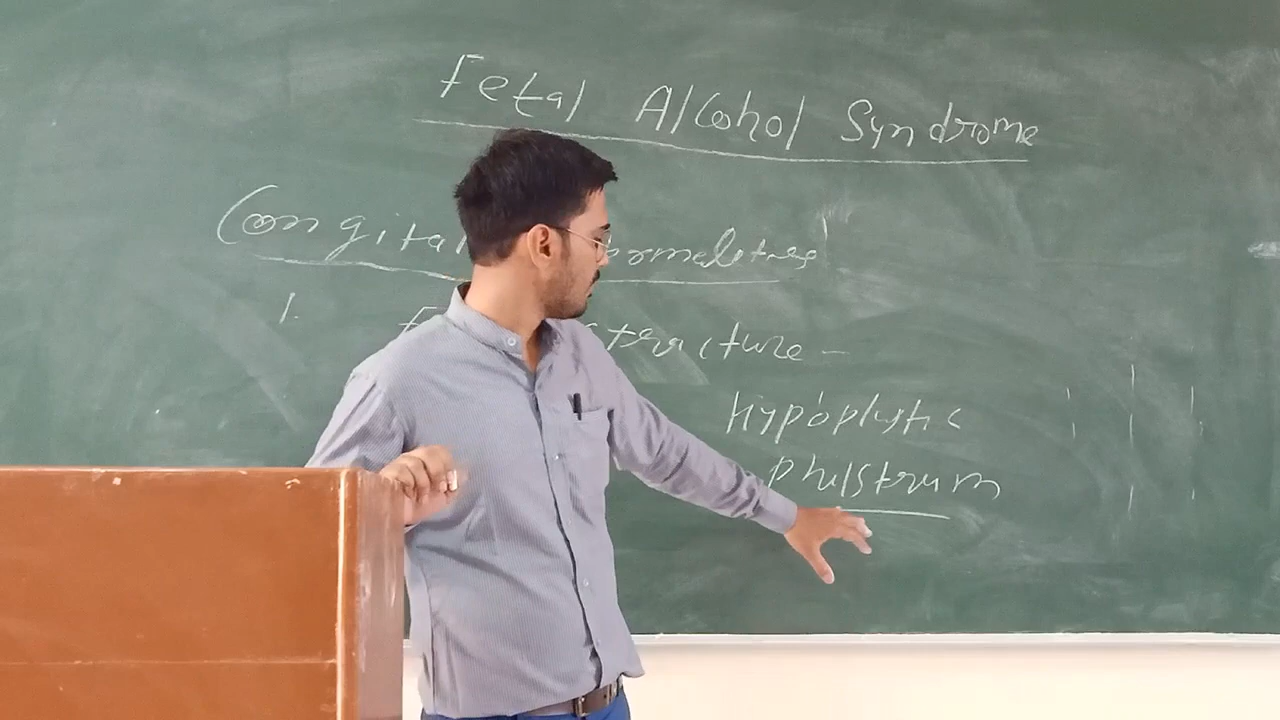 Fetal Alcohol Syndrome
Congital
1. structure -
Hypoplstic
philstrum